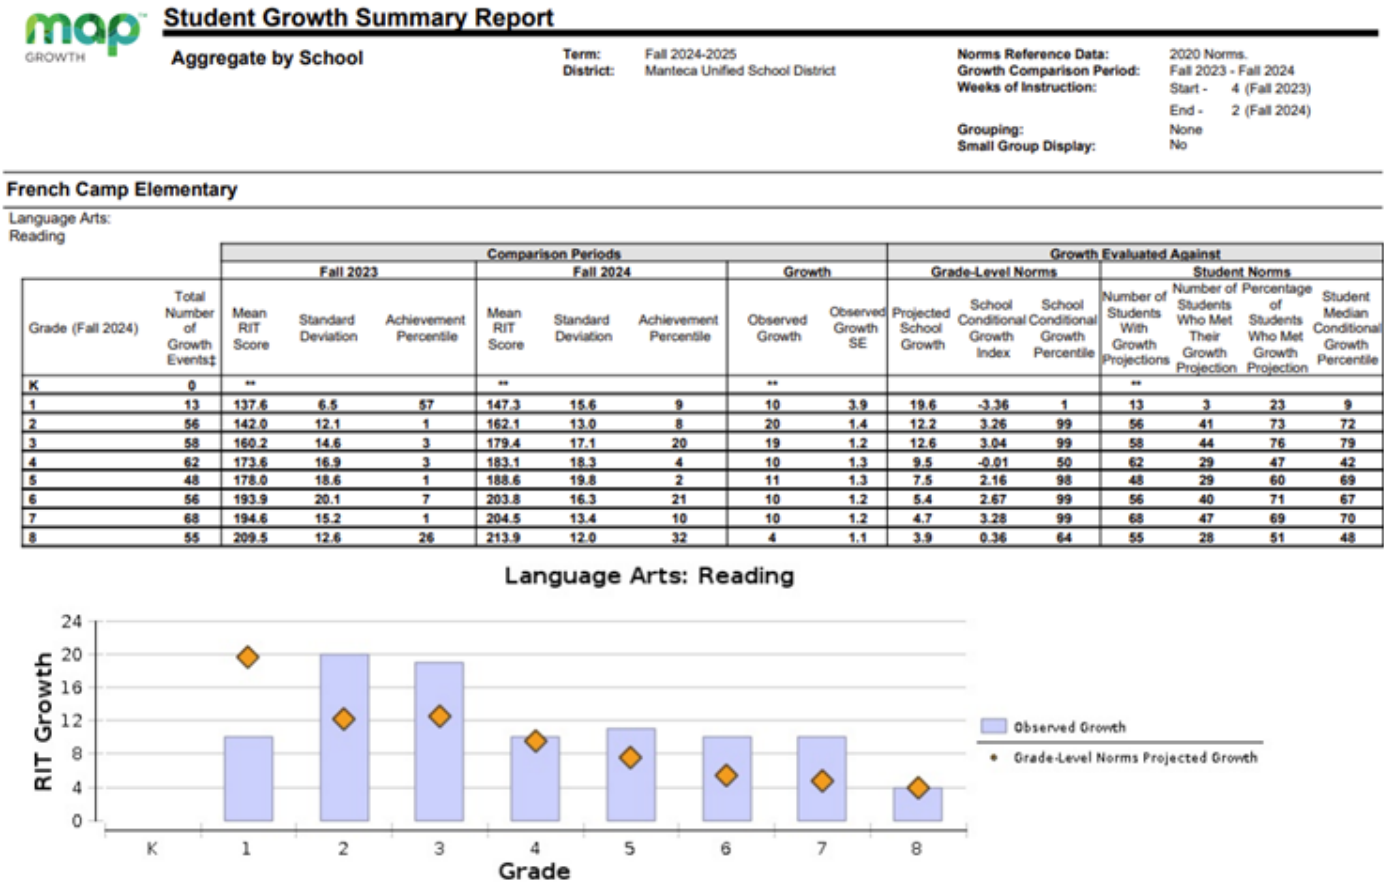 map
GROWTH
Student Growth Summary Report
Aggregate by School
Term: Fall 2024-2025
District: Manteca Unified School District
Norms Reference Data: 2020 Norms.
Growth Comparison Period: Fall 2023 - Fall 2024
Weeks of Instruction: Start - 4 (Fall 2023)
End - 2 (Fall 2024)
Grouping: None
Small Group Display: No
French Camp Elementary
Language Arts:
Reading
Comparison Periods Growth Evaluated Against
Fall 2023 Fall 2024 Growth Grade-Level Norms Student Norms
Grade (Fall 2024) Total Number of Growth Events‡ Mean RIT Score Standard Deviation Achievement Percentile Mean RIT Score Standard Deviation Achievement Percentile Observed Growth Observed Growth SE Projected School Growth School Conditional Growth Index School Conditional Growth Percentile Number of Students With Growth Projections Number of Students Who Met Their Growth Projection Percentage of Students Who Met Growth Projection Student Median Conditional Growth Percentile
K 0 ** ** ** **
1 13 137.6 6.5 57 147.3 15.6 9 10 3.9 19.6 -3.36 1 13 3 23 9
2 56 142.0 12.1 1 162.1 13.0 8 20 1.4 12.2 3.26 99 56 41 73 72
3 58 160.2 14.6 3 179.4 17.1 20 19 1.2 12.6 3.04 99 58 44 76 79
4 62 173.6 16.9 3 183.1 18.3 4 10 1.3 9.5 -0.01 50 62 29 47 42
5 48 178.0 18.6 1 188.6 19.8 2 11 1.3 7.5 2.16 98 48 29 60 69
6 56 193.9 20.1 7 203.8 16.3 21 10 1.2 5.4 2.67 99 56 40 71 67
7 68 194.6 15.2 1 204.5 13.4 10 10 1.2 4.7 3.28 99 68 47 69 70
8 55 209.5 12.6 26 213.9 12.0 32 4 1.1 3.9 0.36 64 55 28 51 48
Language Arts: Reading
RIT Growth
24
20
16
12
8
4
0
K 1 2 3 4 5 6 7 8
Grade
Observed Growth
Grade-Level Norms Projected Growth